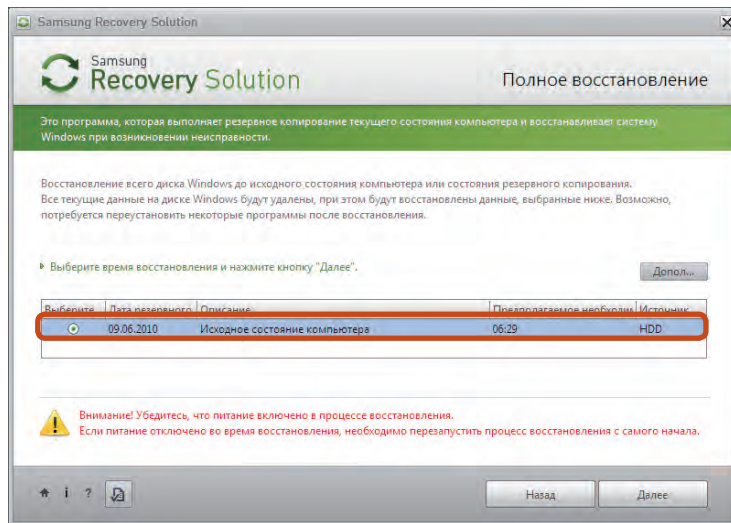 Samsung Recovery Solution
Samsung
Recovery Solution
Полное восстановление
Это программа, которая выполняет резервное копирование текущего состояния компьютера и восстанавливает систему
Windows при возникновении неисправности.
Восстановление всего диска Windows до исходного состояния компьютера или состояния резервного копирования.
Все текущие данные на диске Windows будут удалены, при этом будут восстановлены данные, выбранные ниже. Возможно,
потребуется переустановить некоторые программы после восстановления.
Выберите время восстановления и нажмите кнопку "Далее".
Допол...
Выберите Дата резервного Описание Предполагаемое необходим Источник
09.06.2010 Исходное состояние компьютера 06:29 HDD
Внимание! Убедитесь, что питание включено в процессе восстановления.
Если питание отключено во время восстановления, необходимо перезапустить процесс восстановления с самого начала.
Назад Далее